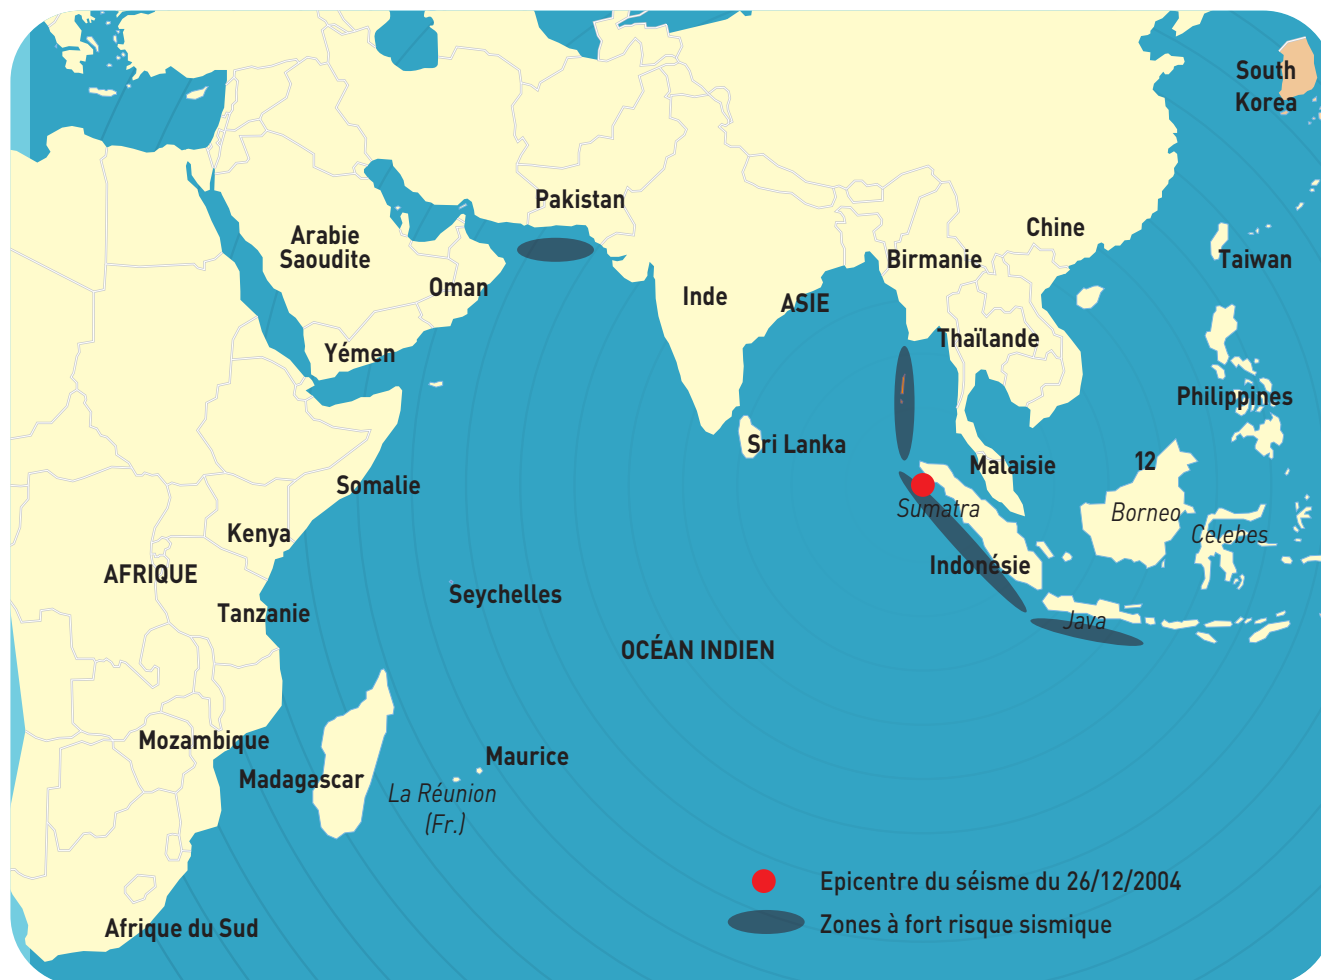 South
Korea
Pakistan
Arabie
Saoudite
Chine
Birmanie
Taiwan
Oman
Inde
ASIE
Thaïlande
Yémen
Philippines
Sri Lanka
Malaisie
12
Somalie
Sumatra
Borneo
Celebes
Kenya
Indonésie
AFRIQUE
Seychelles
Tanzanie
Java
OCÉAN INDIEN
Mozambique
Maurice
Madagascar
La Réunion
(Fr.)
Epicentre du séisme du 26/12/2004
Zones à fort risque sismique
Afrique du Sud